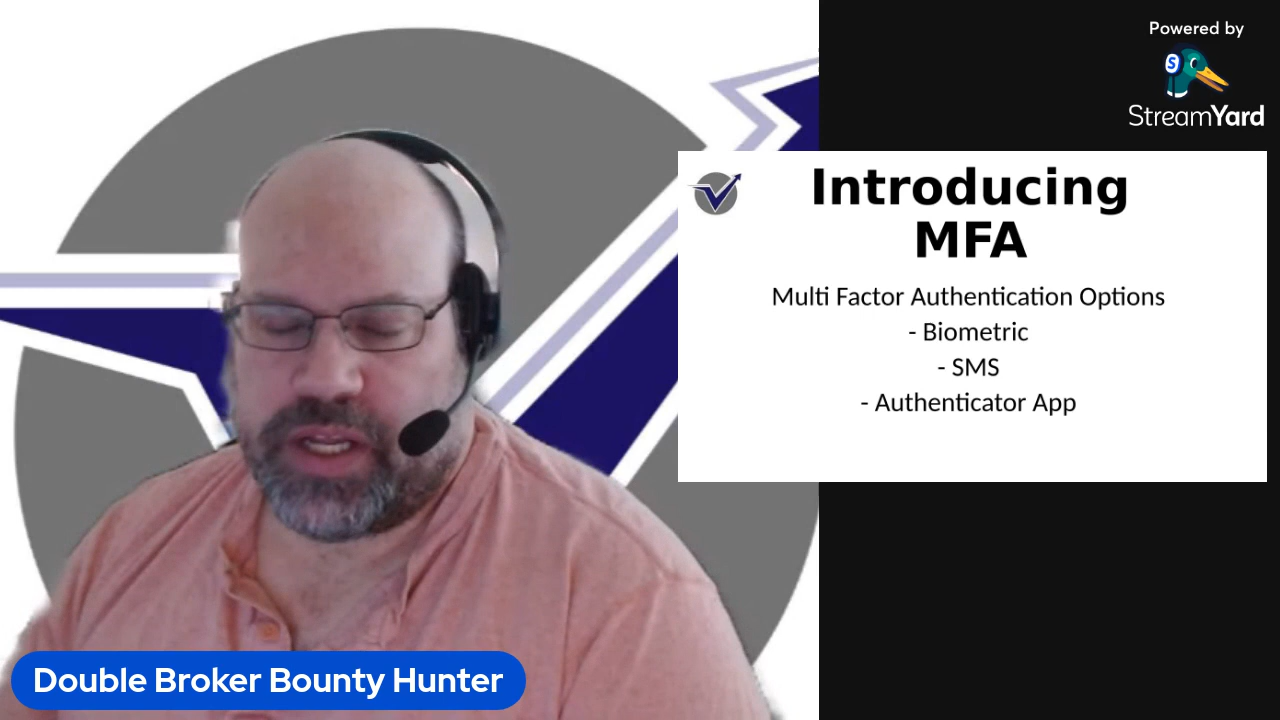 Powered by
StreamYard
Introducing
MFA
Multi Factor Authentication Options
- Biometric
- SMS
- Authenticator App
Double Broker Bounty Hunter